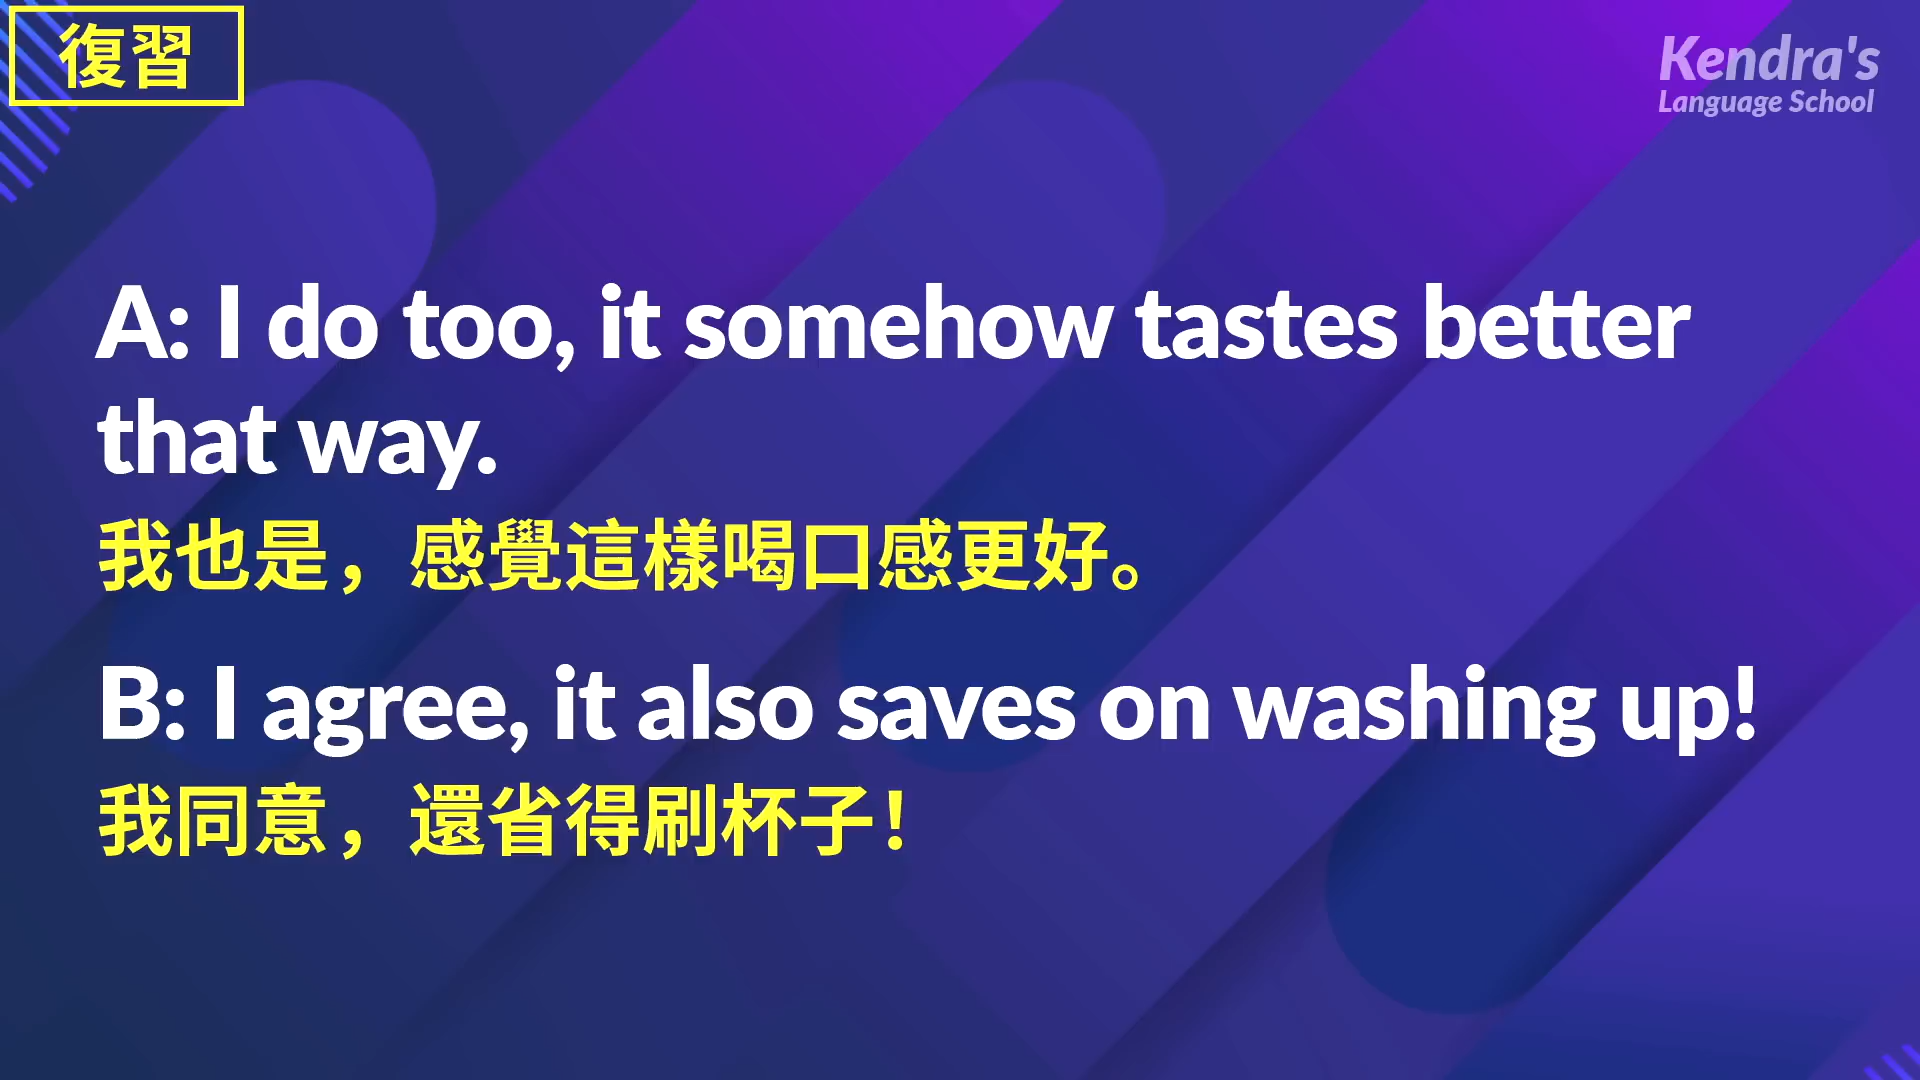 復習
Kendra's
Language School
A: I do too, it somehow tastes better
that way.
我也是，感覺這樣喝口感更好。
B: I agree, it also saves on washing up!
我同意，還省得刷杯子！